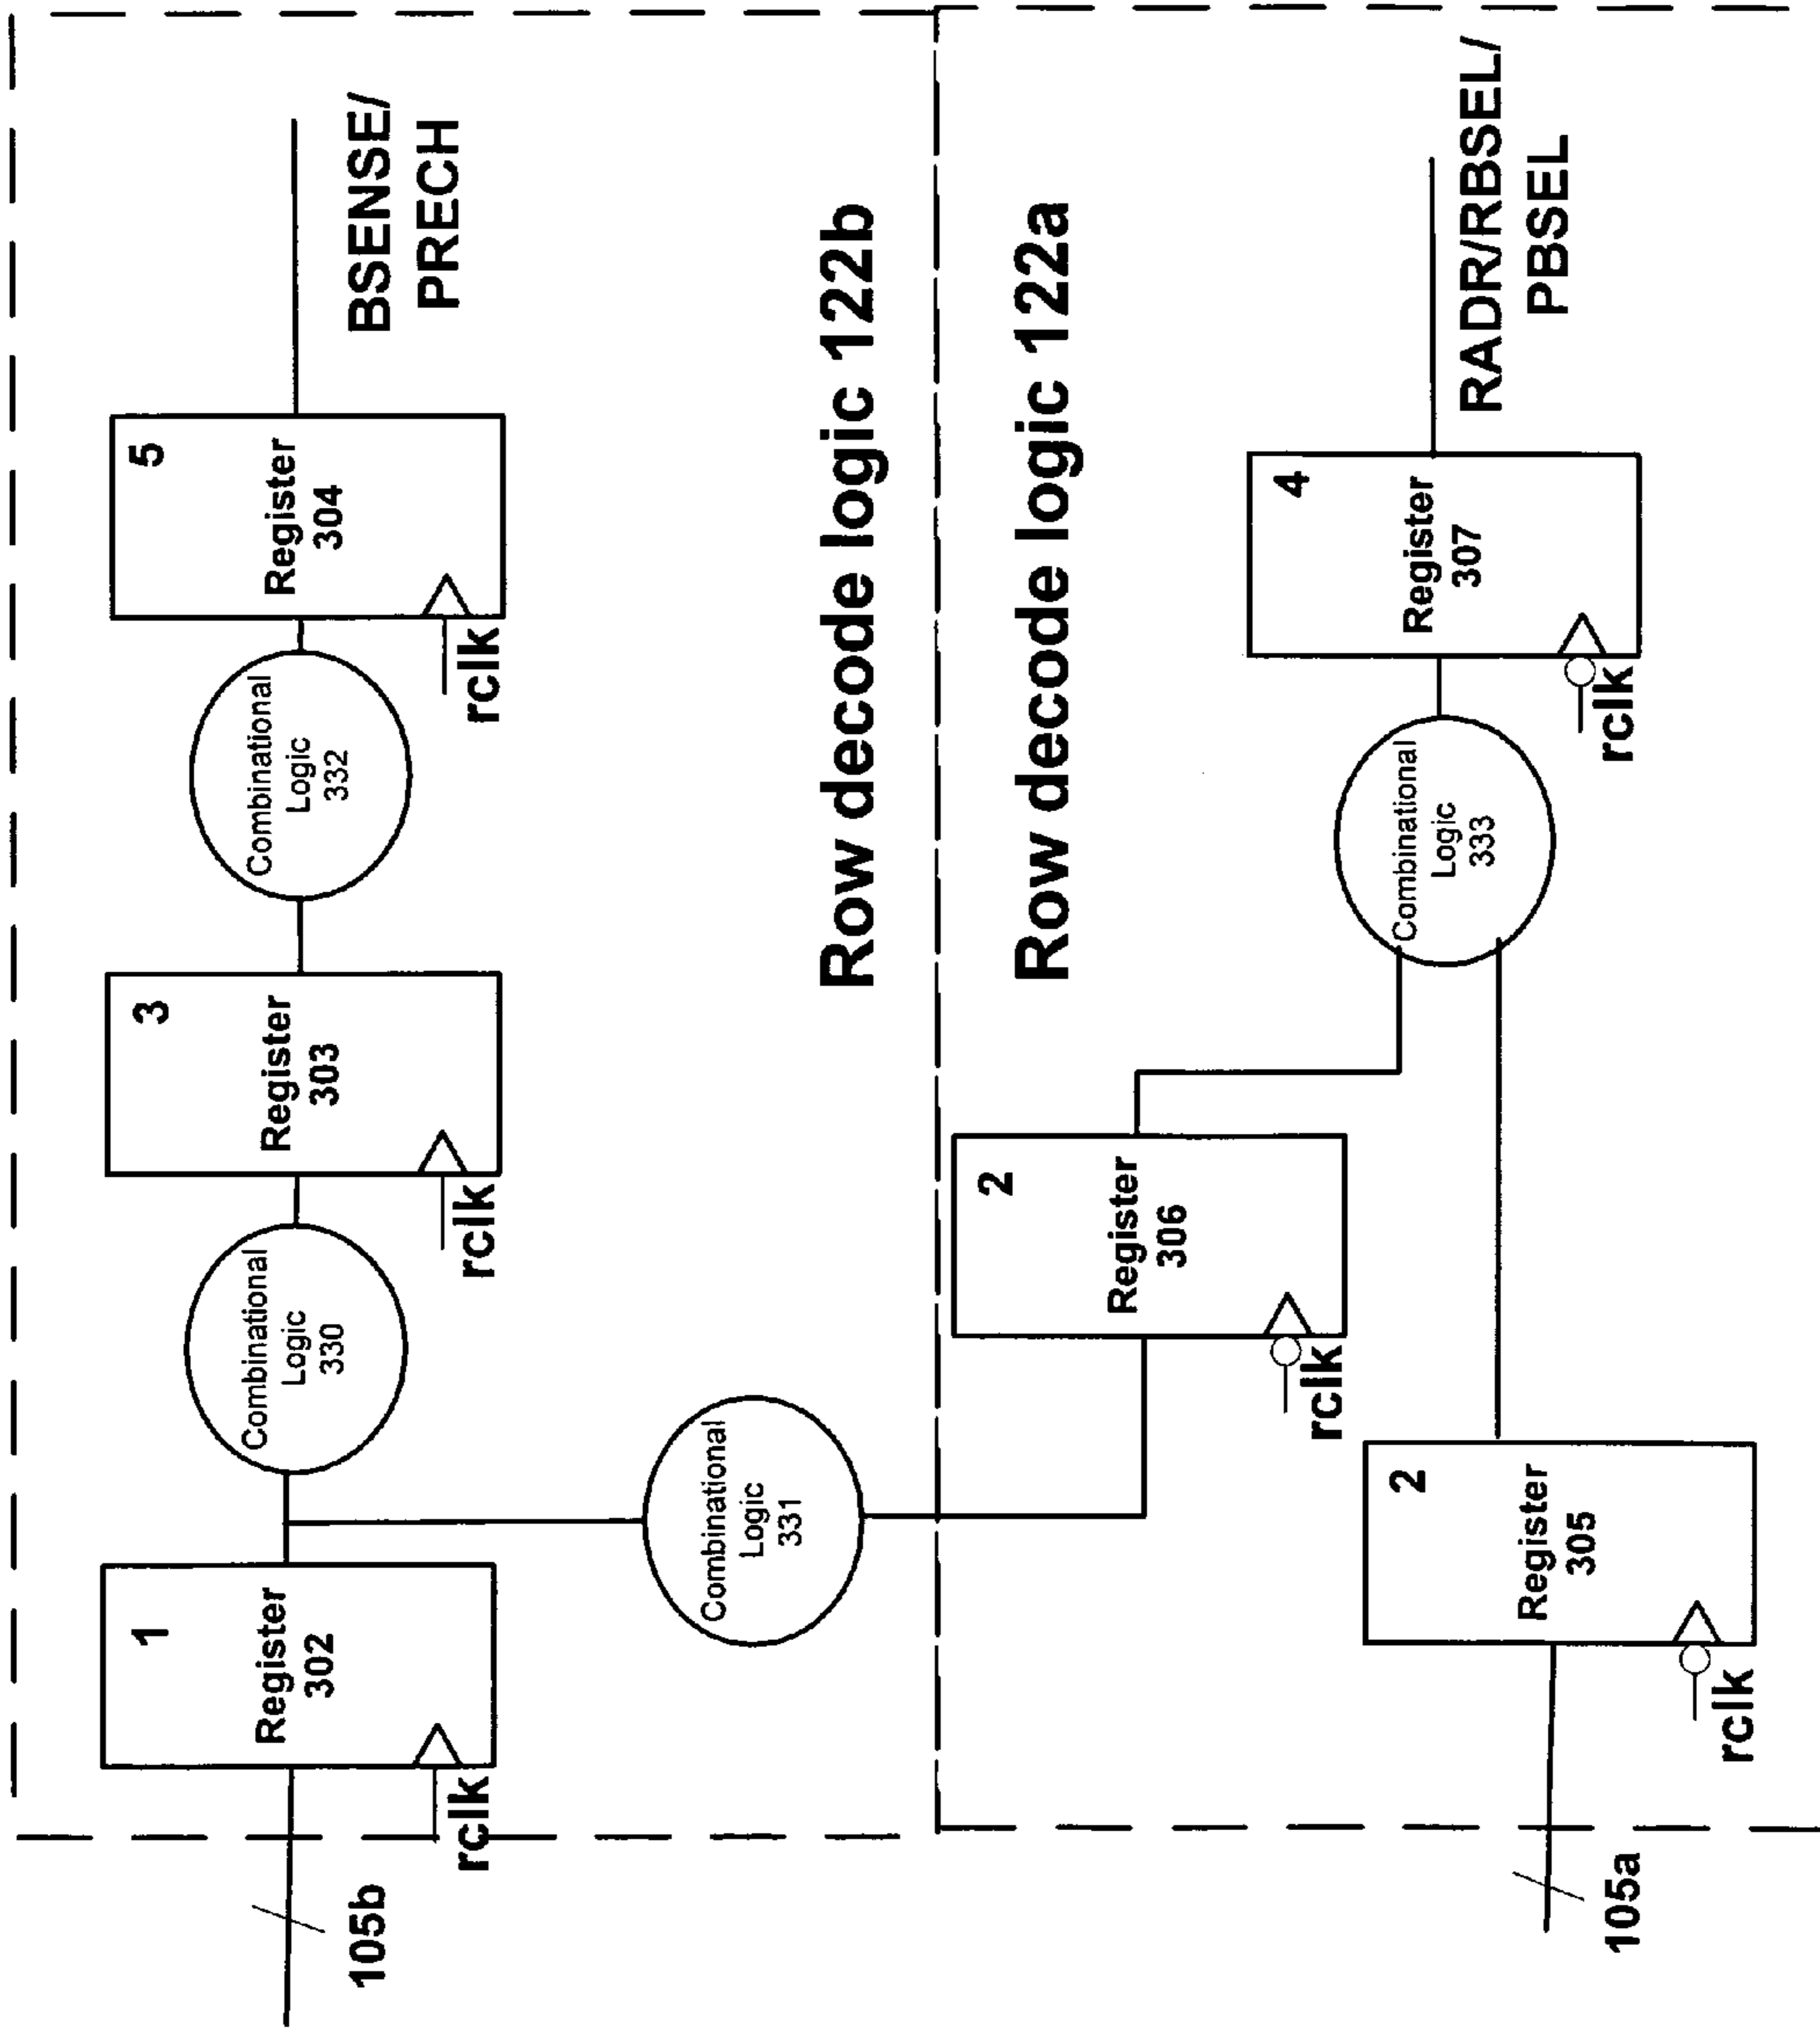 105b
1
Register
302
rclk
Combinational
Logic
330
3
Register
303
rclk
Combinational
Logic
332
5
Register
304
rclk
BSENSE/
PRECH
Combinational
Logic
331
Row decode logic 122b
Row decode logic 122a
2
Register
306
rclk
105a
2
Register
305
rclk
Combinational
Logic
333
4
Register
307
rclk
RADR/RBSEL/
PBSEL